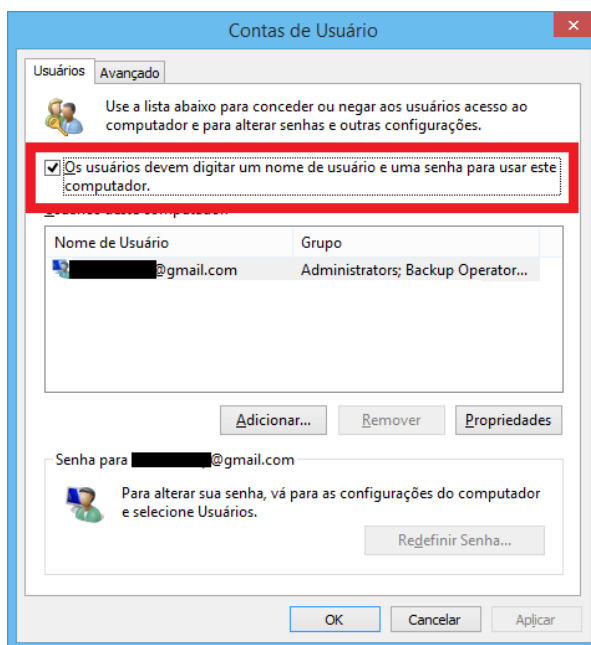 Contas de Usuário
Usuários Avançado
Use a lista abaixo para conceder ou negar aos usuários acesso ao
computador e para alterar senhas e outras configurações.
Os usuários devem digitar um nome de usuário e uma senha para usar este
computador.
Nome de Usuário Grupo
@gmail.com Administrators; Backup Operator...
Adicionar... Remover Propriedades
Senha para @gmail.com
Para alterar sua senha, vá para as configurações do computador
e selecione Usuários.
Redefinir Senha...
OK Cancelar Aplicar